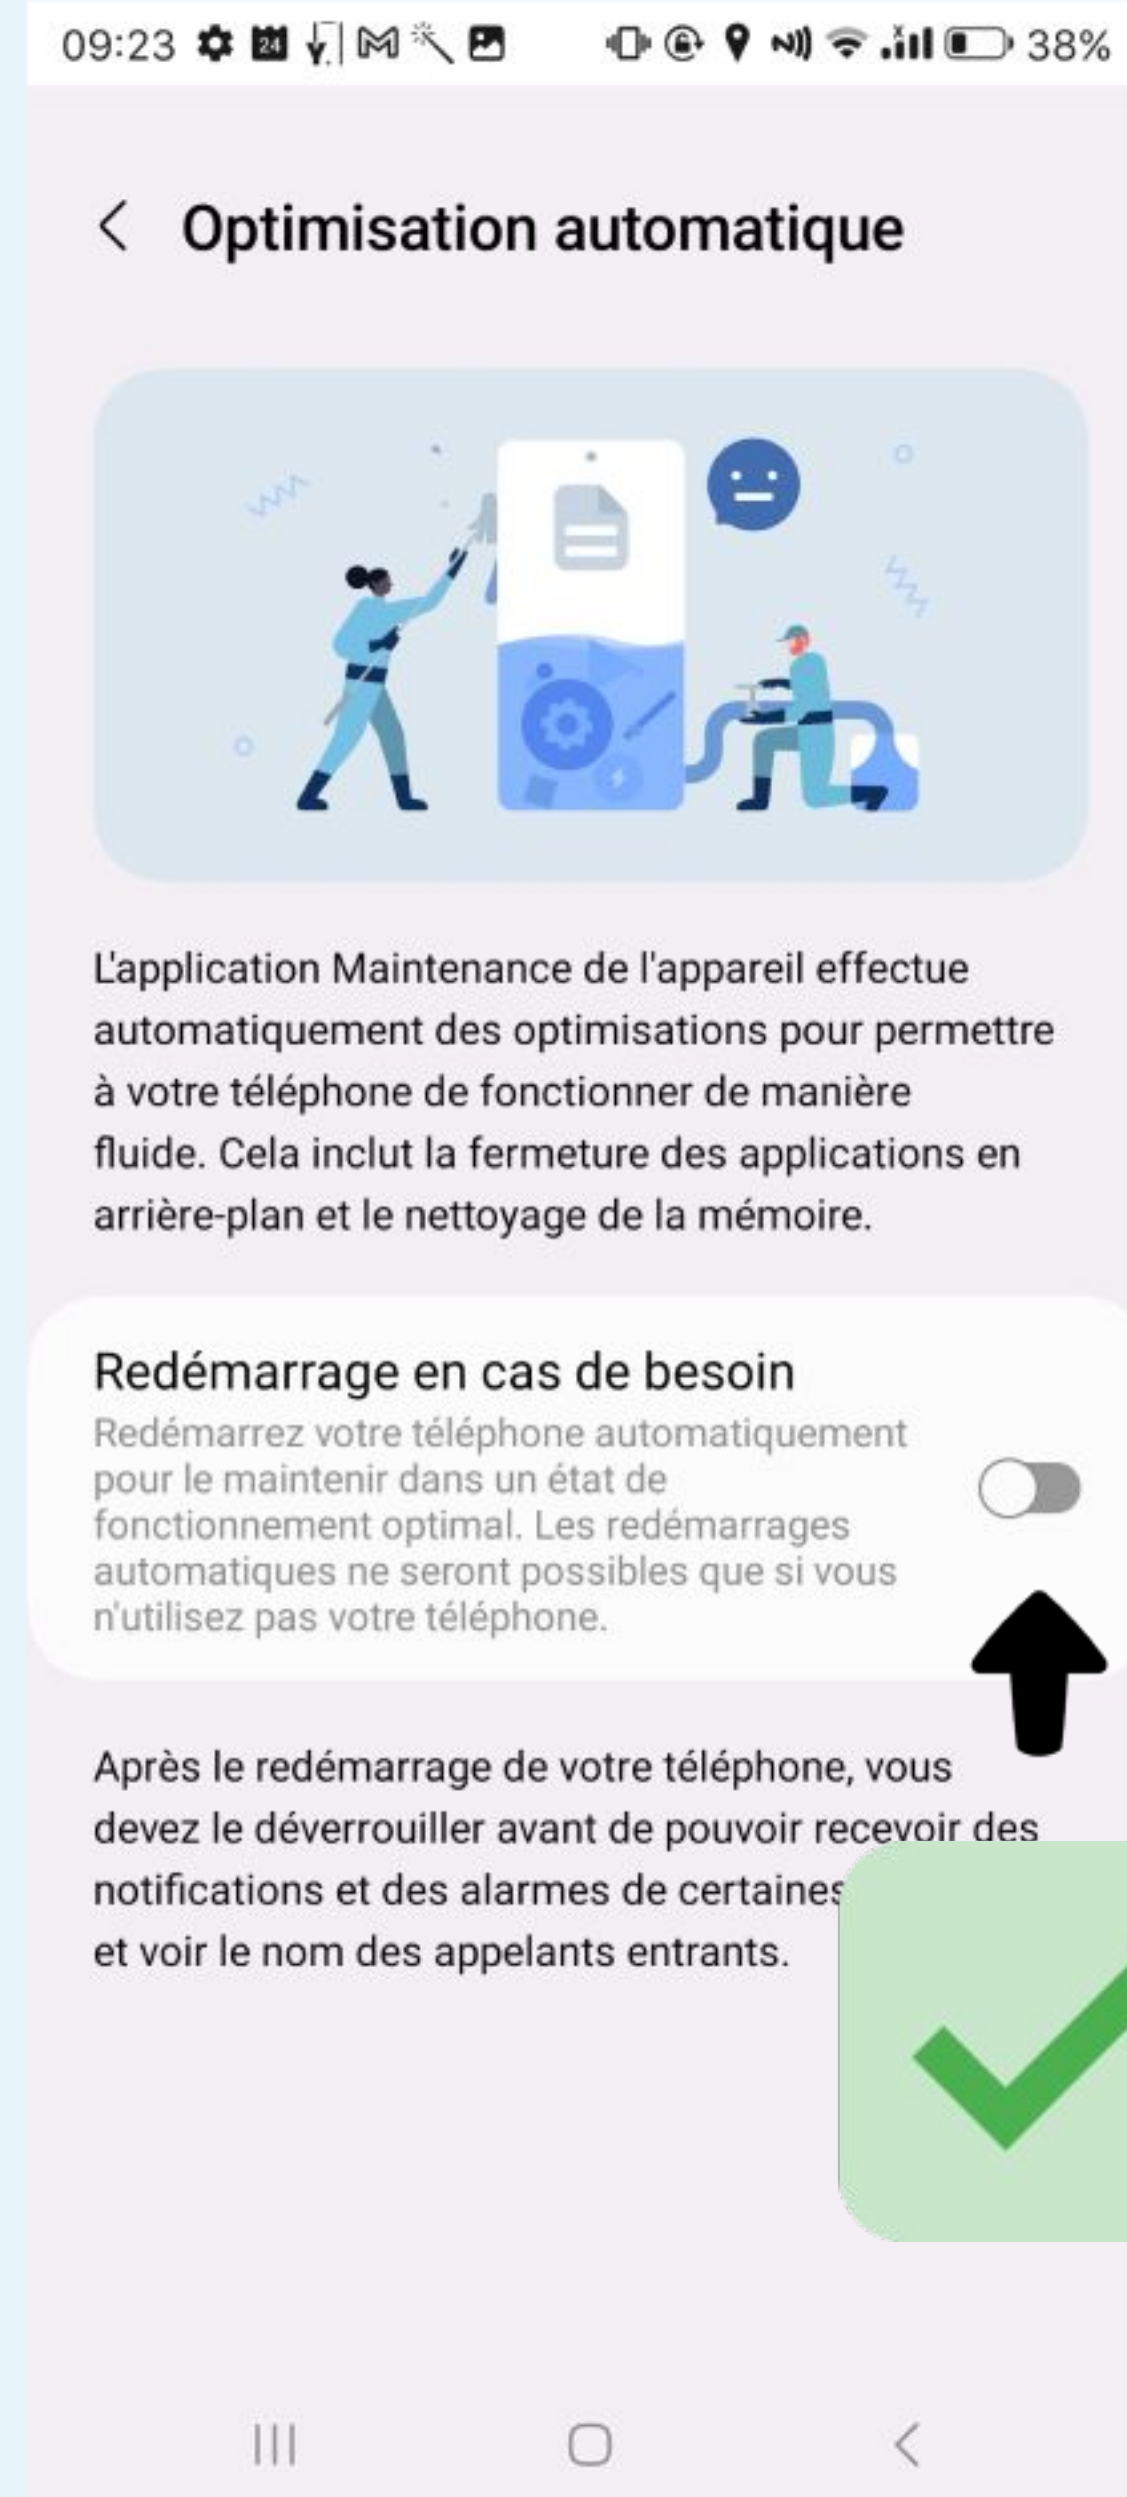 09:23 24 38%
Optimisation automatique
L'application Maintenance de l'appareil effectue
automatiquement des optimisations pour permettre
à votre téléphone de fonctionner de manière
fluide. Cela inclut la fermeture des applications en
arrière-plan et le nettoyage de la mémoire.
Redémarrage en cas de besoin
Redémarrez votre téléphone automatiquement
pour le maintenir dans un état de
fonctionnement optimal. Les redémarrages
automatiques ne seront possibles que si vous
n'utilisez pas votre téléphone.
Après le redémarrage de votre téléphone, vous
devez le déverrouiller avant de pouvoir recevoir des
notifications et des alarmes de certaines
et voir le nom des appelants entrants.